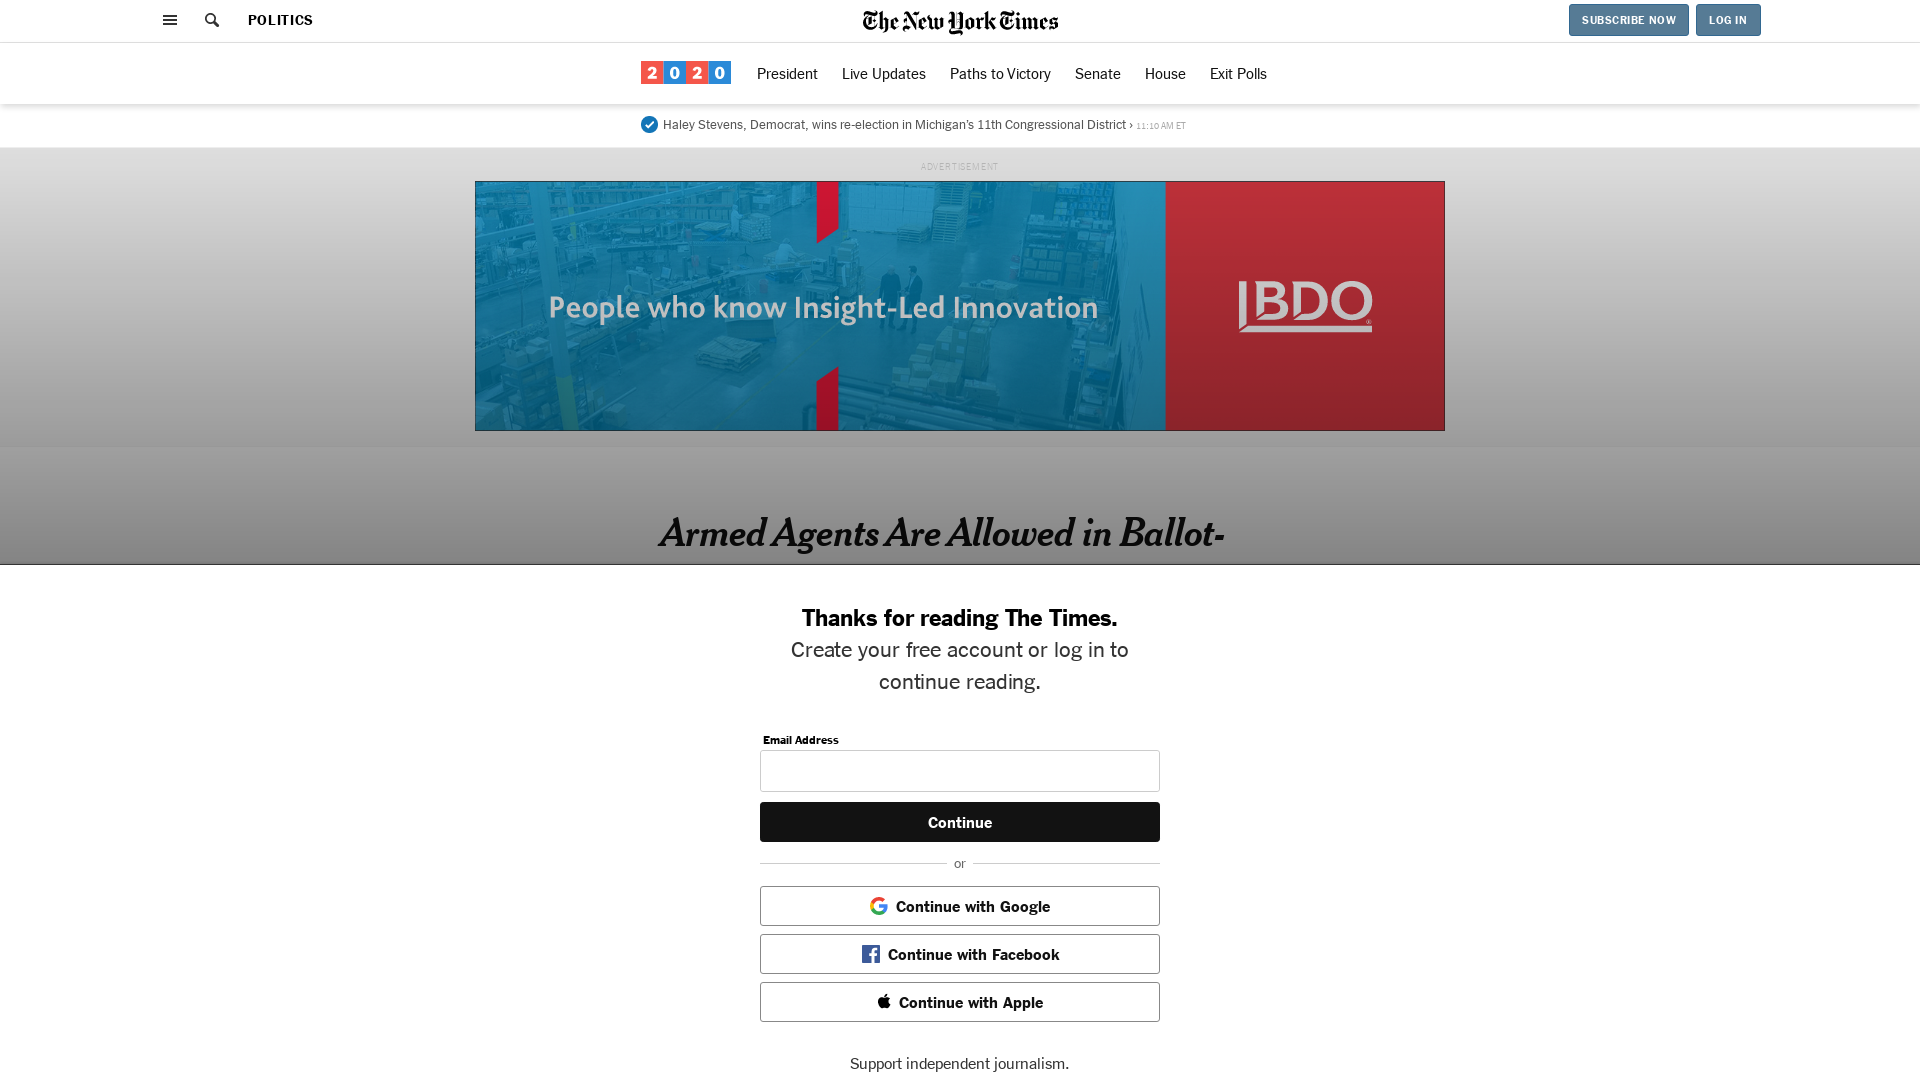 POLITICS
The New York Times
SUBSCRIBE NOW
LOG IN
2020
President
Live Updates
Paths to Victory
Senate
House
Exit Polls
Haley Stevens, Democrat, wins re-election in Michigan's 11th Congressional District › 11:10 AM ET
ADVERTISEMENT
People who know Insight-Led Innovation
BDO®
Armed Agents Are Allowed in Ballot-
Thanks for reading The Times.
Create your free account or log in to
continue reading.
Email Address
Continue
or
Continue with Google
Continue with Facebook
Continue with Apple
Support independent journalism.